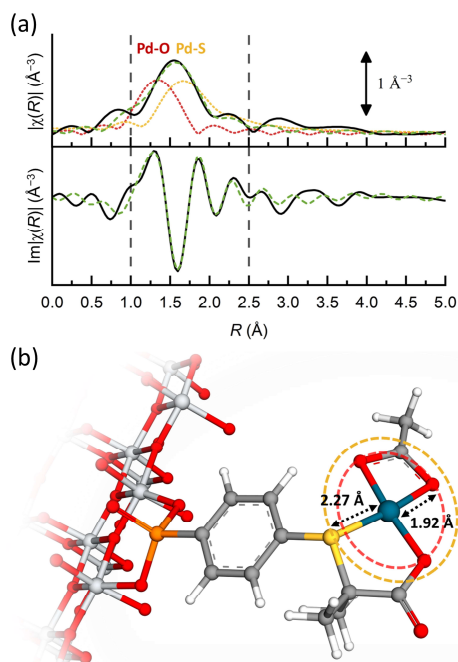 (a)
Pd-O Pd-S
1 Å⁻³
|χ(R)| (Å⁻³)
Im|χ(R)| (Å⁻³)
0.0 0.5 1.0 1.5 2.0 2.5 3.0 3.5 4.0 4.5 5.0
R (Å)
(b)
2.27 Å
1.92 Å